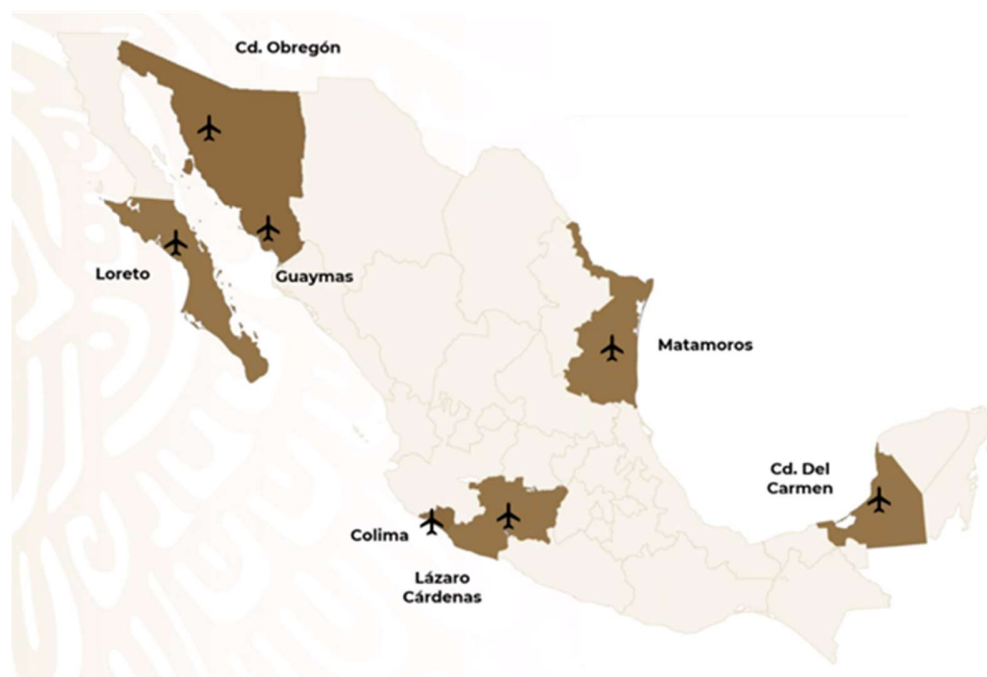 Cd. Obregón
Loreto
Guaymas
Matamoros
Cd. Del
Carmen
Colima
Lázaro
Cárdenas